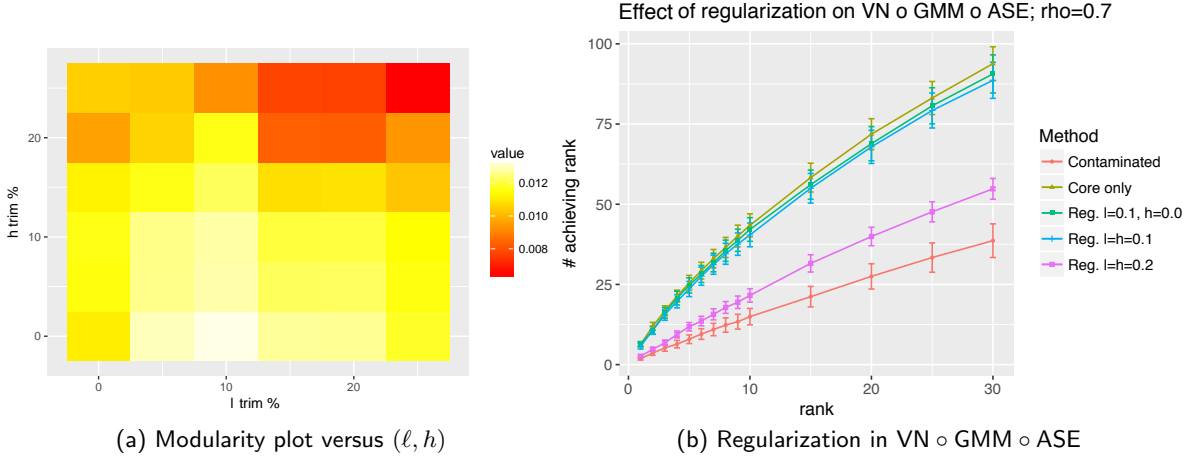 Effect of regularization on VN o GMM o ASE; rho=0.7
h trim %
20
10
0
0
10
20
l trim %
value
0.012
0.010
0.008
# achieving rank
100
75
50
25
0
0
10
20
30
rank
Method
Contaminated
Core only
Reg. l=0.1, h=0.0
Reg. l=h=0.1
Reg. l=h=0.2
(a) Modularity plot versus (ℓ, h)
(b) Regularization in VN ∘ GMM ∘ ASE